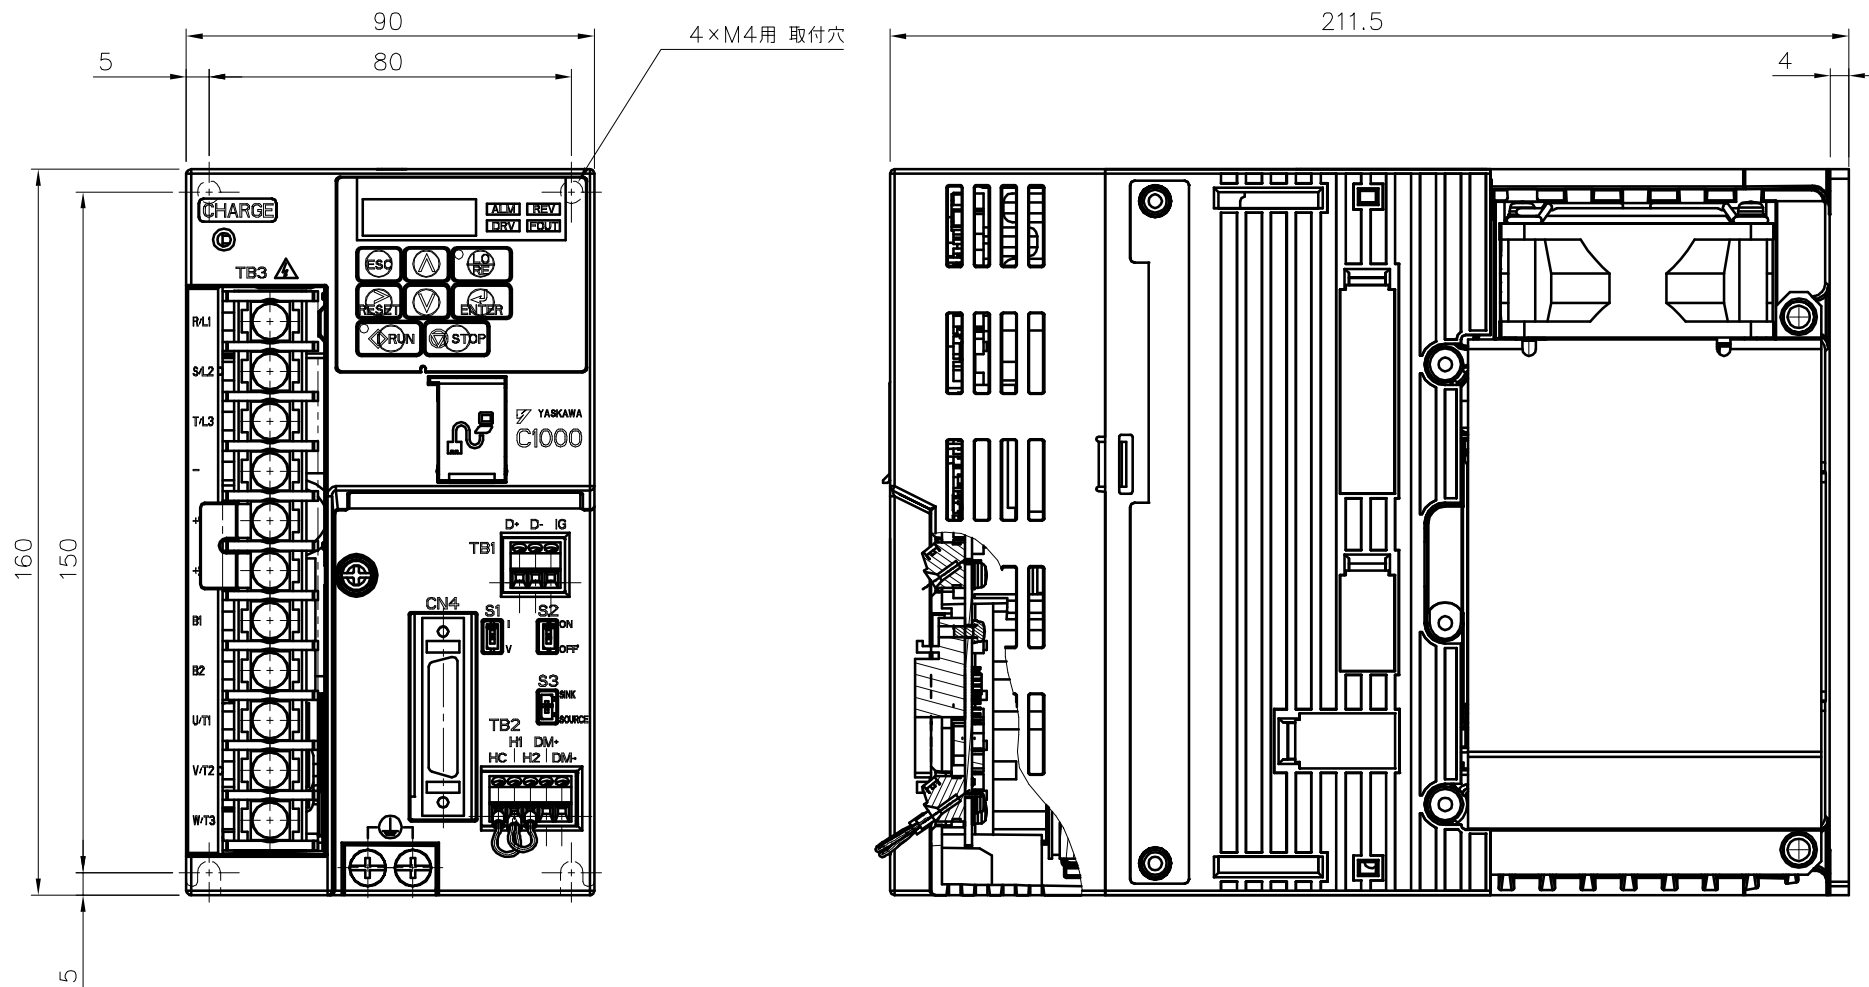 90
4×M4用 取付穴
211.5
5
80
4
160
150
5
CHARGE
TB3
ALM
REV
DRV
FOUT
ESC
LO
RE
RESET
ENTER
RUN
STOP
YASKAWA
C1000
R/L1
S/L2
T/L3
-
+
+
B1
B2
U/T1
V/T2
W/T3
D+ D- IG
TB1
CN4
S1
I
V
S2
ON
OFF
S3
SINK
SOURCE
TB2
H1 DM+
HC H2 DM-